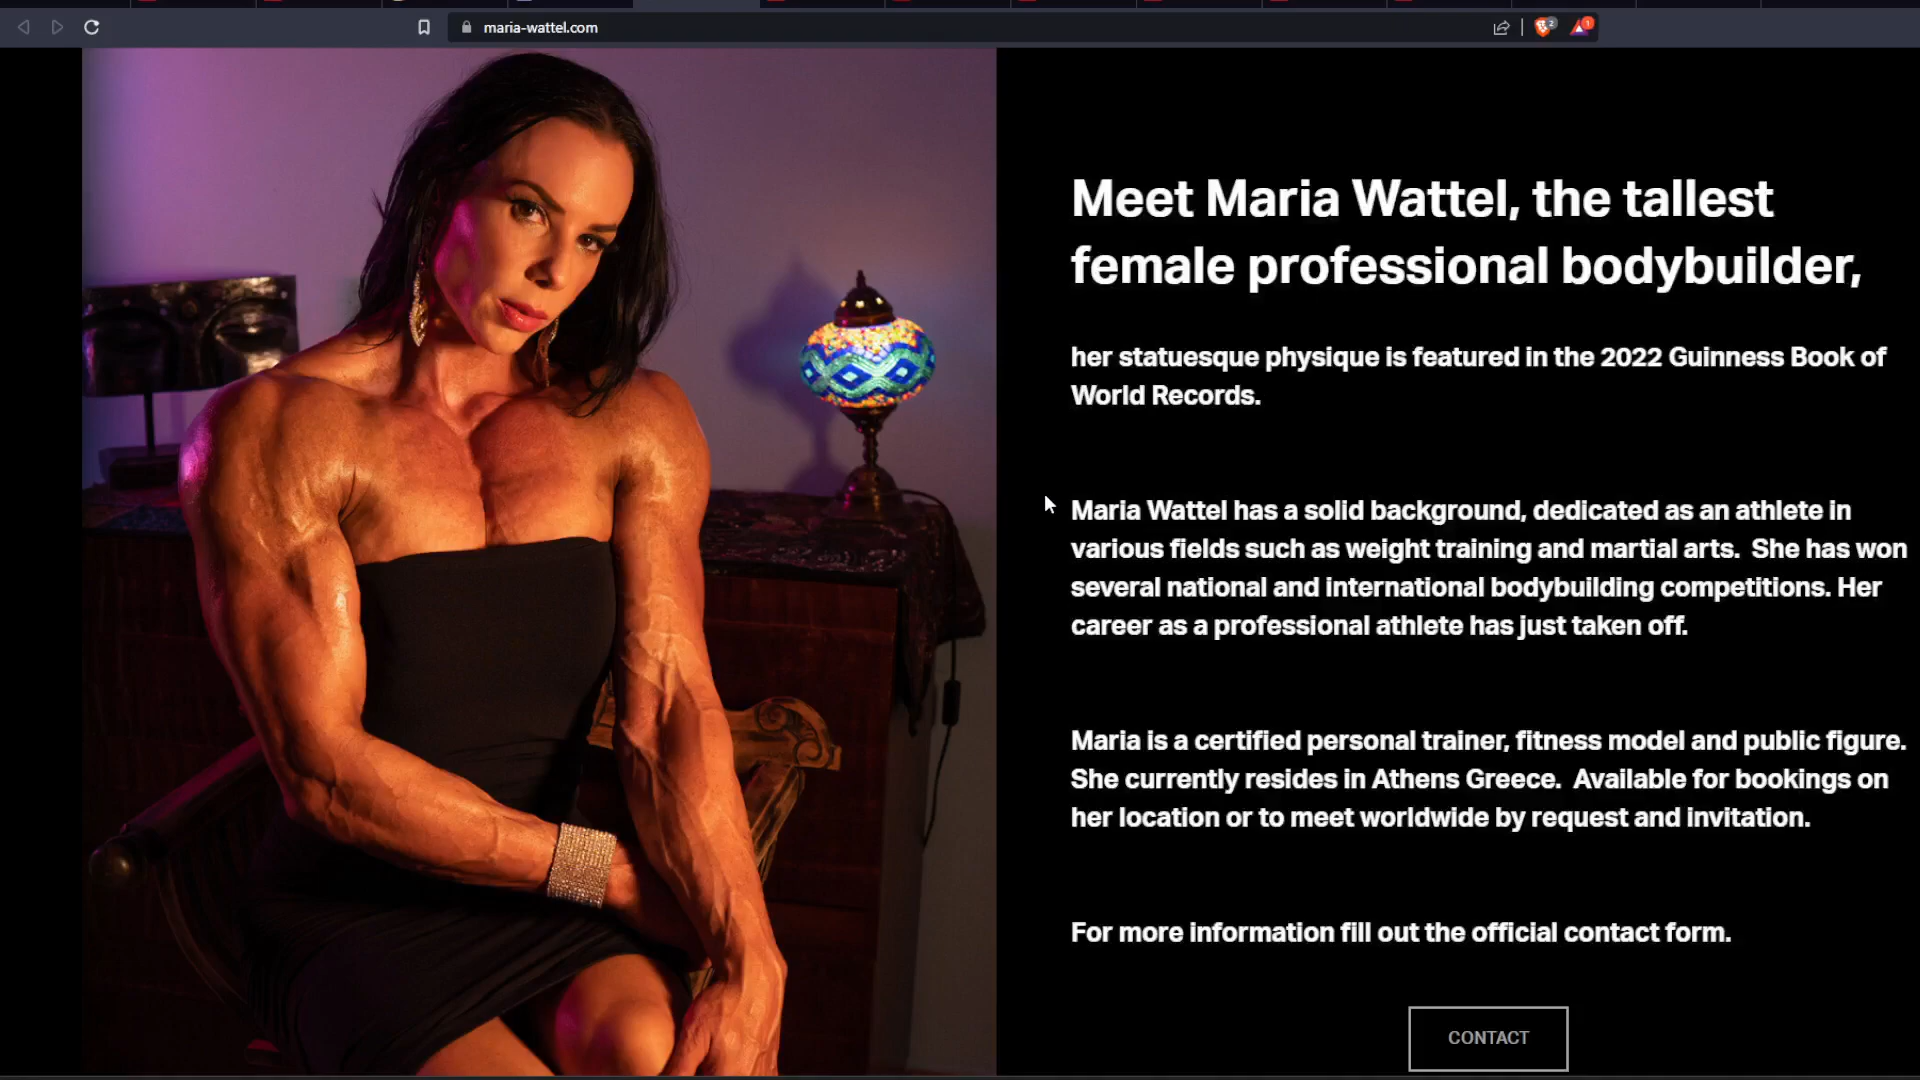 maria-wattel.com
2
1
Meet Maria Wattel, the tallest
female professional bodybuilder,
her statuesque physique is featured in the 2022 Guinness Book of
World Records.
Maria Wattel has a solid background, dedicated as an athlete in
various fields such as weight training and martial arts.  She has won
several national and international bodybuilding competitions. Her
career as a professional athlete has just taken off.
Maria is a certified personal trainer, fitness model and public figure.
She currently resides in Athens Greece.  Available for bookings on
her location or to meet worldwide by request and invitation.
For more information fill out the official contact form.
CONTACT